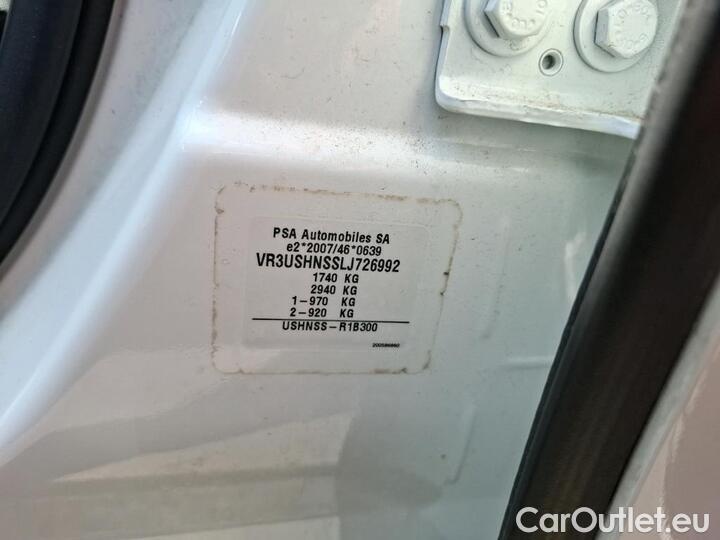 PSA Automobiles SA
e2*2007/46*0639
VR3USHNSSLJ726992
1740 KG
2940 KG
1-970 KG
2-920 KG
USHNSS-R1B300
CarOutlet.eu